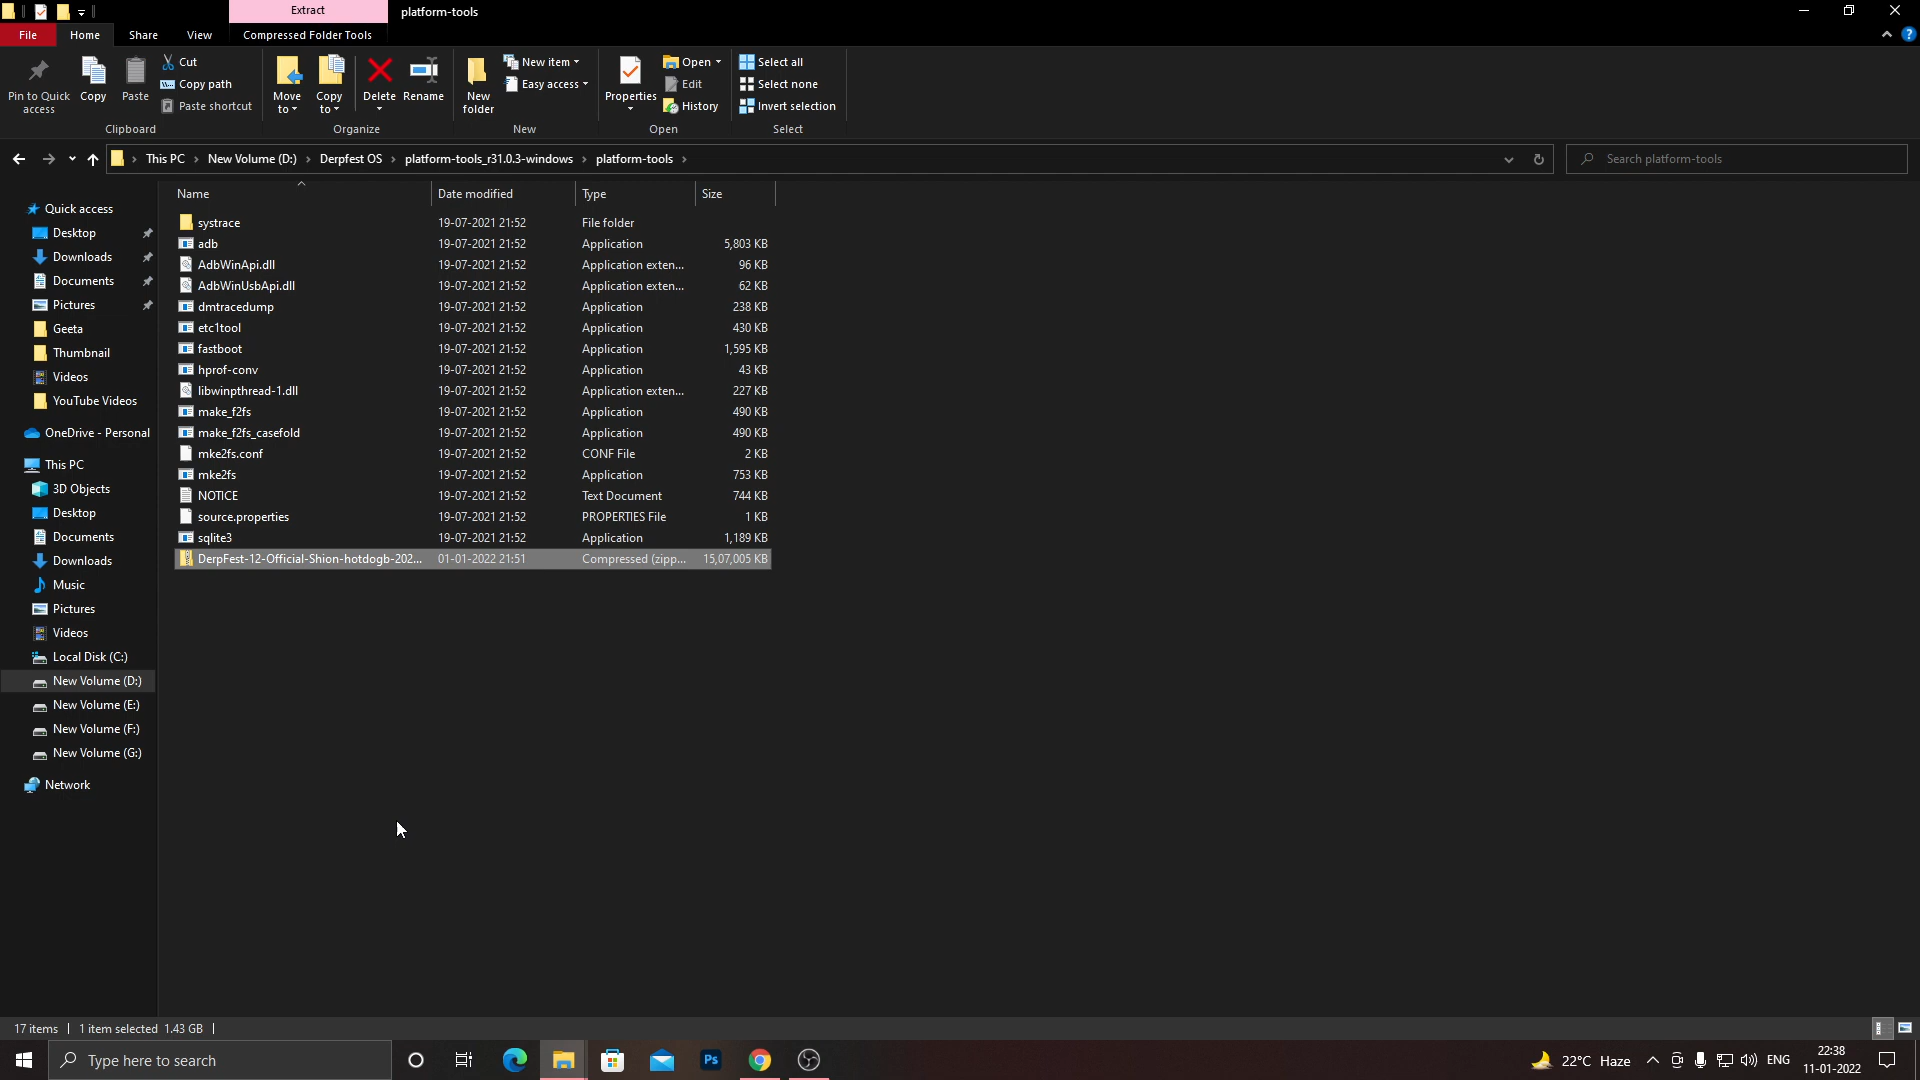 Extract
platform-tools
File
Home
Share
View
Compressed Folder Tools
Pin to Quick
access
Copy
Paste
Cut
Copy path
Paste shortcut
Clipboard
Move
to
Copy
to
Delete
Rename
Organize
New
folder
New item
Easy access
New
Properties
Open
Edit
History
Open
Select all
Select none
Invert selection
Select
This PC
New Volume (D:)
Derpfest OS
platform-tools_r31.0.3-windows
platform-tools
Search platform-tools
Quick access
Desktop
Downloads
Documents
Pictures
Geeta
Thumbnail
Videos
YouTube Videos
OneDrive - Personal
This PC
3D Objects
Desktop
Documents
Downloads
Music
Pictures
Videos
Local Disk (C:)
New Volume (D:)
New Volume (E:)
New Volume (F:)
New Volume (G:)
Network
Name Date modified Type Size
systrace 19-07-2021 21:52 File folder
adb 19-07-2021 21:52 Application 5,803 KB
AdbWinApi.dll 19-07-2021 21:52 Application exten... 96 KB
AdbWinUsbApi.dll 19-07-2021 21:52 Application exten... 62 KB
dmtracedump 19-07-2021 21:52 Application 238 KB
etc1tool 19-07-2021 21:52 Application 430 KB
fastboot 19-07-2021 21:52 Application 1,595 KB
hprof-conv 19-07-2021 21:52 Application 43 KB
libwinpthread-1.dll 19-07-2021 21:52 Application exten... 227 KB
make_f2fs 19-07-2021 21:52 Application 490 KB
make_f2fs_casefold 19-07-2021 21:52 Application 490 KB
mke2fs.conf 19-07-2021 21:52 CONF File 2 KB
mke2fs 19-07-2021 21:52 Application 753 KB
NOTICE 19-07-2021 21:52 Text Document 744 KB
source.properties 19-07-2021 21:52 PROPERTIES File 1 KB
sqlite3 19-07-2021 21:52 Application 1,189 KB
DerpFest-12-Official-Shion-hotdogb-202... 01-01-2022 21:51 Compressed (zipp... 15,07,005 KB
17 items
1 item selected 1.43 GB
Type here to search
Ps
22°C Haze
ENG
22:38
11-01-2022